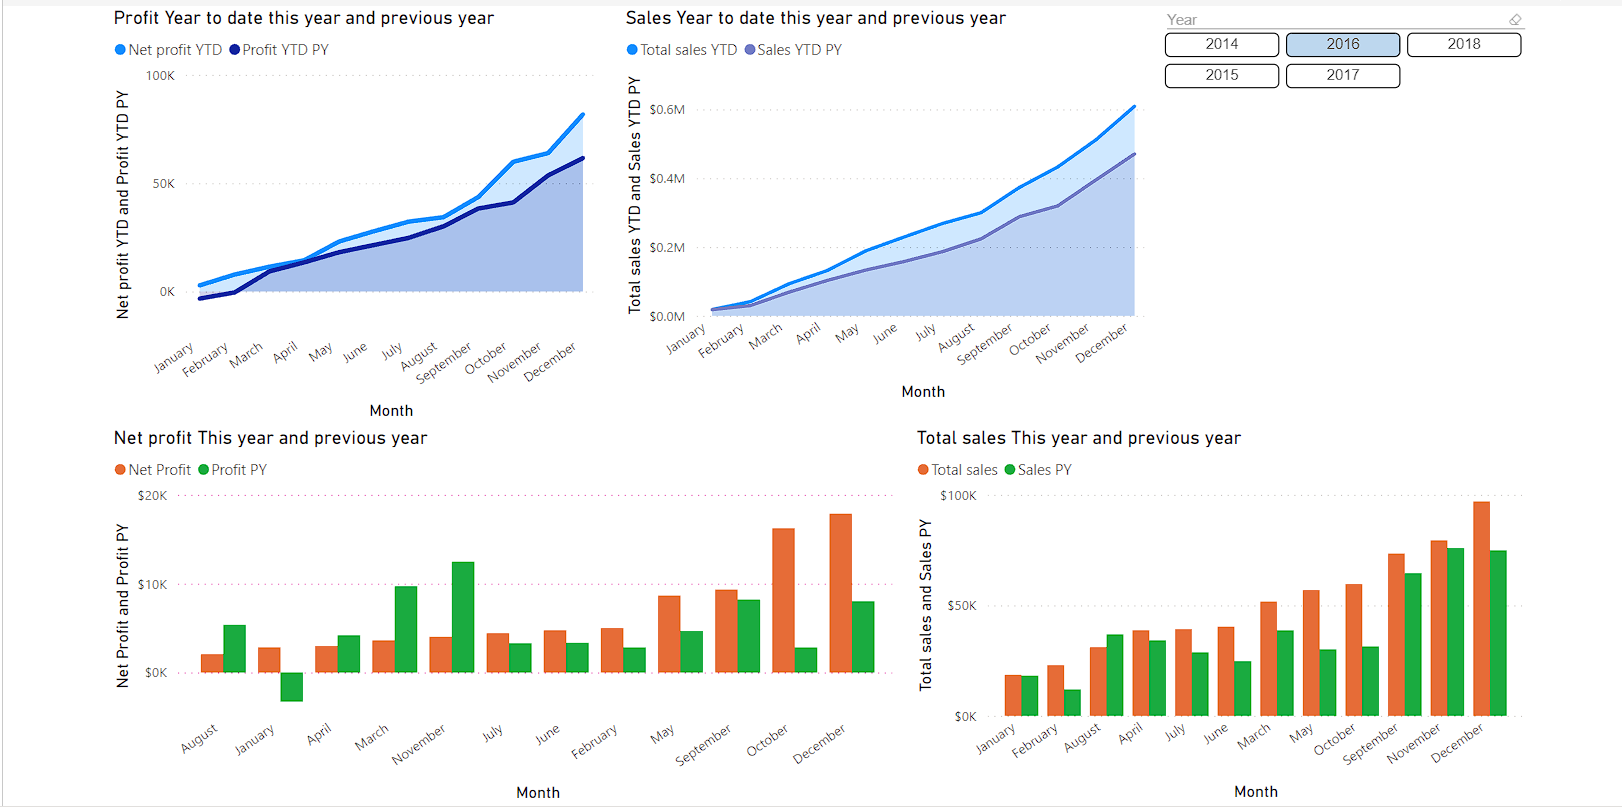 Profit Year to date this year and previous year
Net profit YTD Profit YTD PY
Net profit YTD and Profit YTD PY
100K
50K
0K
January February March April May June July August September October November December
Month
Sales Year to date this year and previous year
Total sales YTD Sales YTD PY
Total sales YTD and Sales YTD PY
$0.6M
$0.4M
$0.2M
$0.0M
January February March April May June July August September October November December
Month
Year
2014 2016 2018
2015 2017
Net profit This year and previous year
Net Profit Profit PY
Net Profit and Profit PY
$20K
$10K
$0K
August January April March November July June February May September October December
Month
Total sales This year and previous year
Total sales Sales PY
Total sales and Sales PY
$100K
$50K
$0K
January February August April July June March May October September November December
Month